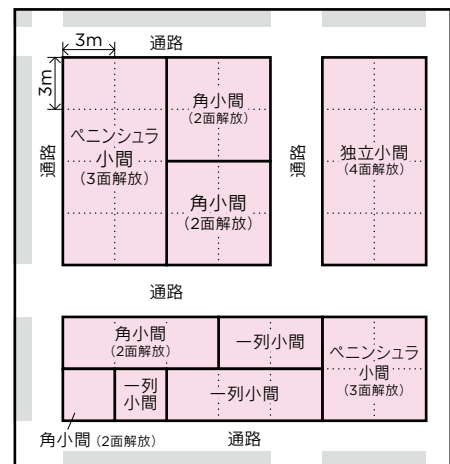 3m
通路
3m
通路
ペニンシュラ
小間
(3面解放)
角小間
(2面解放)
角小間
(2面解放)
通路
独立小間
(4面解放)
通路
角小間
(2面解放)
一列小間
ペニンシュラ
小間
(3面解放)
一列
小間
一列小間
角小間 (2面解放)
通路